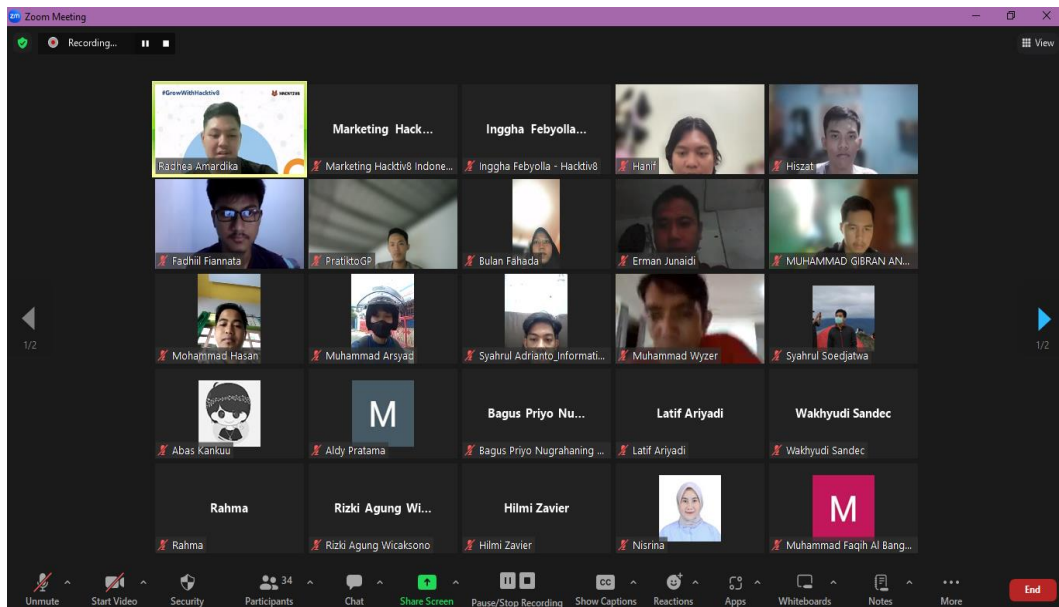 Zoom Meeting
Recording...
View
#GrowWithHacktiv8
HACKTIV8
Radhea Amardika
Marketing Hack...
Marketing Hacktiv8 Indone...
Inggha Febyolla...
Inggha Febyolla - Hacktiv8
Hanif
Hiszat
Fadhiil Fiannata
PratiktoGP
Bulan Fahada
Erman Junaidi
MUHAMMAD GIBRAN AN...
Mohammad Hasan
Muhammad Arsyad
Syahrul Adrianto_Informati...
Muhammad Wyzer
Syahrul Soedjatwa
1/2
1/2
Abas Kankuu
M
Aldy Pratama
Bagus Priyo Nu...
Bagus Priyo Nugrahaning ...
Latif Ariyadi
Latif Ariyadi
Wakhyudi Sandec
Wakhyudi Sandec
Rahma
Rahma
Rizki Agung Wi...
Rizki Agung Wicaksono
Hilmi Zavier
Hilmi Zavier
Nisrina
M
Muhammad Faqih Al Bang...
Unmute
Start Video
Security
34
Participants
Chat
Share Screen
Pause/Stop Recording
CC
Show Captions
Reactions
Apps
Whiteboards
Notes
More
End